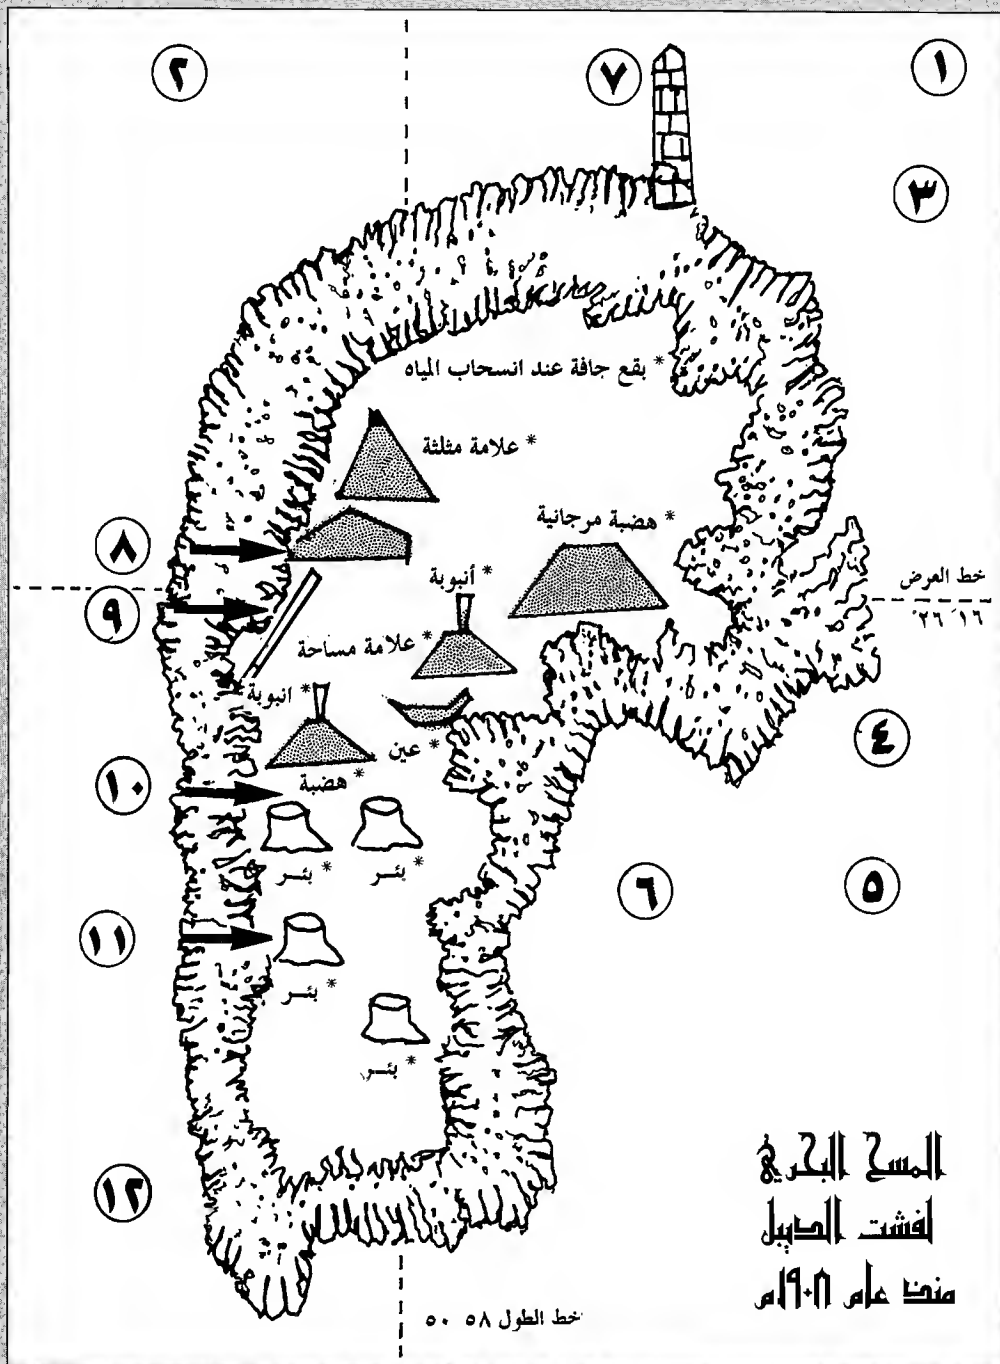 ١
٧
٢
٣
* بقع جافة عند انسحاب المياه
* علامة مثلثة
* هضبة مرجانية
٨
* أنبوبة
خط العرض
١٦ ٢٦
٩
* علامة مساحة
* انبوبة
٤
* عين
* هضبة
١٠
* بئر
* بئر
٥
٦
١١
* بئر
* بئر
المسح البحري
لفشت الديبل
منذ عام ١٩٠٨م
١٢
خط الطول ٥٨ ٥٠